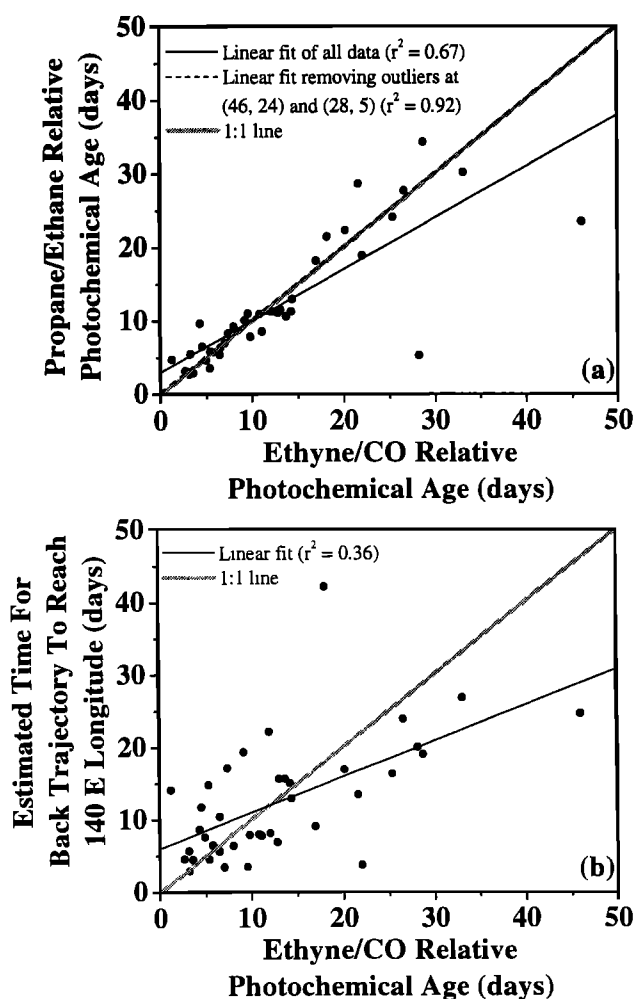 50
40
30
20
10
0
Propane/Ethane Relative
Photochemical Age (days)
Linear fit of all data (r² = 0.67)
Linear fit removing outliers at
(46, 24) and (28, 5) (r² = 0.92)
1:1 line
(a)
0 10 20 30 40 50
Ethyne/CO Relative
Photochemical Age (days)
50
40
30
20
10
0
Estimated Time For
Back Trajectory To Reach
140 E Longitude (days)
Linear fit (r² = 0.36)
1:1 line
(b)
0 10 20 30 40 50
Ethyne/CO Relative
Photochemical Age (days)